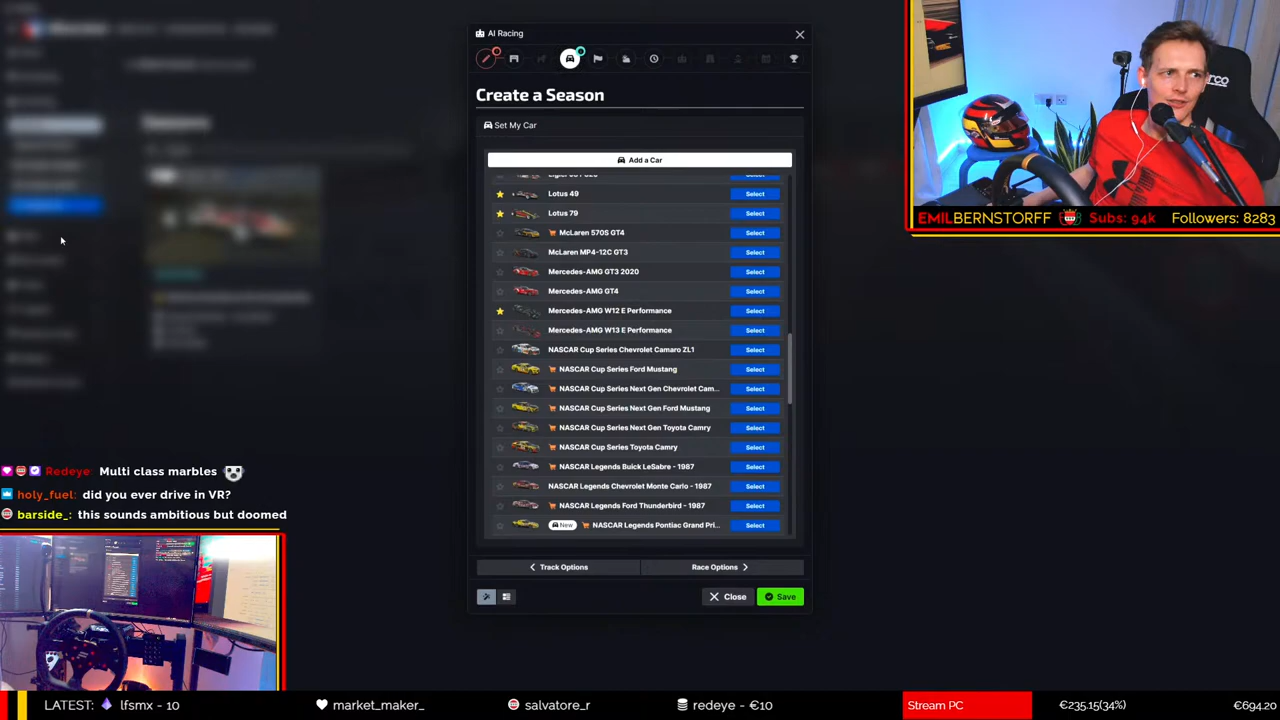 AI Racing
Create a Season
Set My Car
Add a Car
Lotus 49 Select
Lotus 79 Select
McLaren 570S GT4 Select
McLaren MP4-12C GT3 Select
Mercedes-AMG GT3 2020 Select
Mercedes-AMG GT4 Select
Mercedes-AMG W12 E Performance Select
Mercedes-AMG W13 E Performance Select
NASCAR Cup Series Chevrolet Camaro ZL1 Select
NASCAR Cup Series Ford Mustang Select
NASCAR Cup Series Next Gen Chevrolet Cam... Select
NASCAR Cup Series Next Gen Ford Mustang Select
NASCAR Cup Series Next Gen Toyota Camry Select
NASCAR Cup Series Toyota Camry Select
NASCAR Legends Buick LeSabre - 1987 Select
NASCAR Legends Chevrolet Monte Carlo - 1987 Select
NASCAR Legends Ford Thunderbird - 1987 Select
New NASCAR Legends Pontiac Grand Pri... Select
Track Options Race Options
Close Save
EMILBERNSTORFF Subs: 94k Followers: 8283
Redeye: Multi class marbles
holy_fuel: did you ever drive in VR?
barside_: this sounds ambitious but doomed
LATEST: lfsmx - 10 market_maker_ salvatore_r redeye - €10 Stream PC €235.15(34%) €694.20